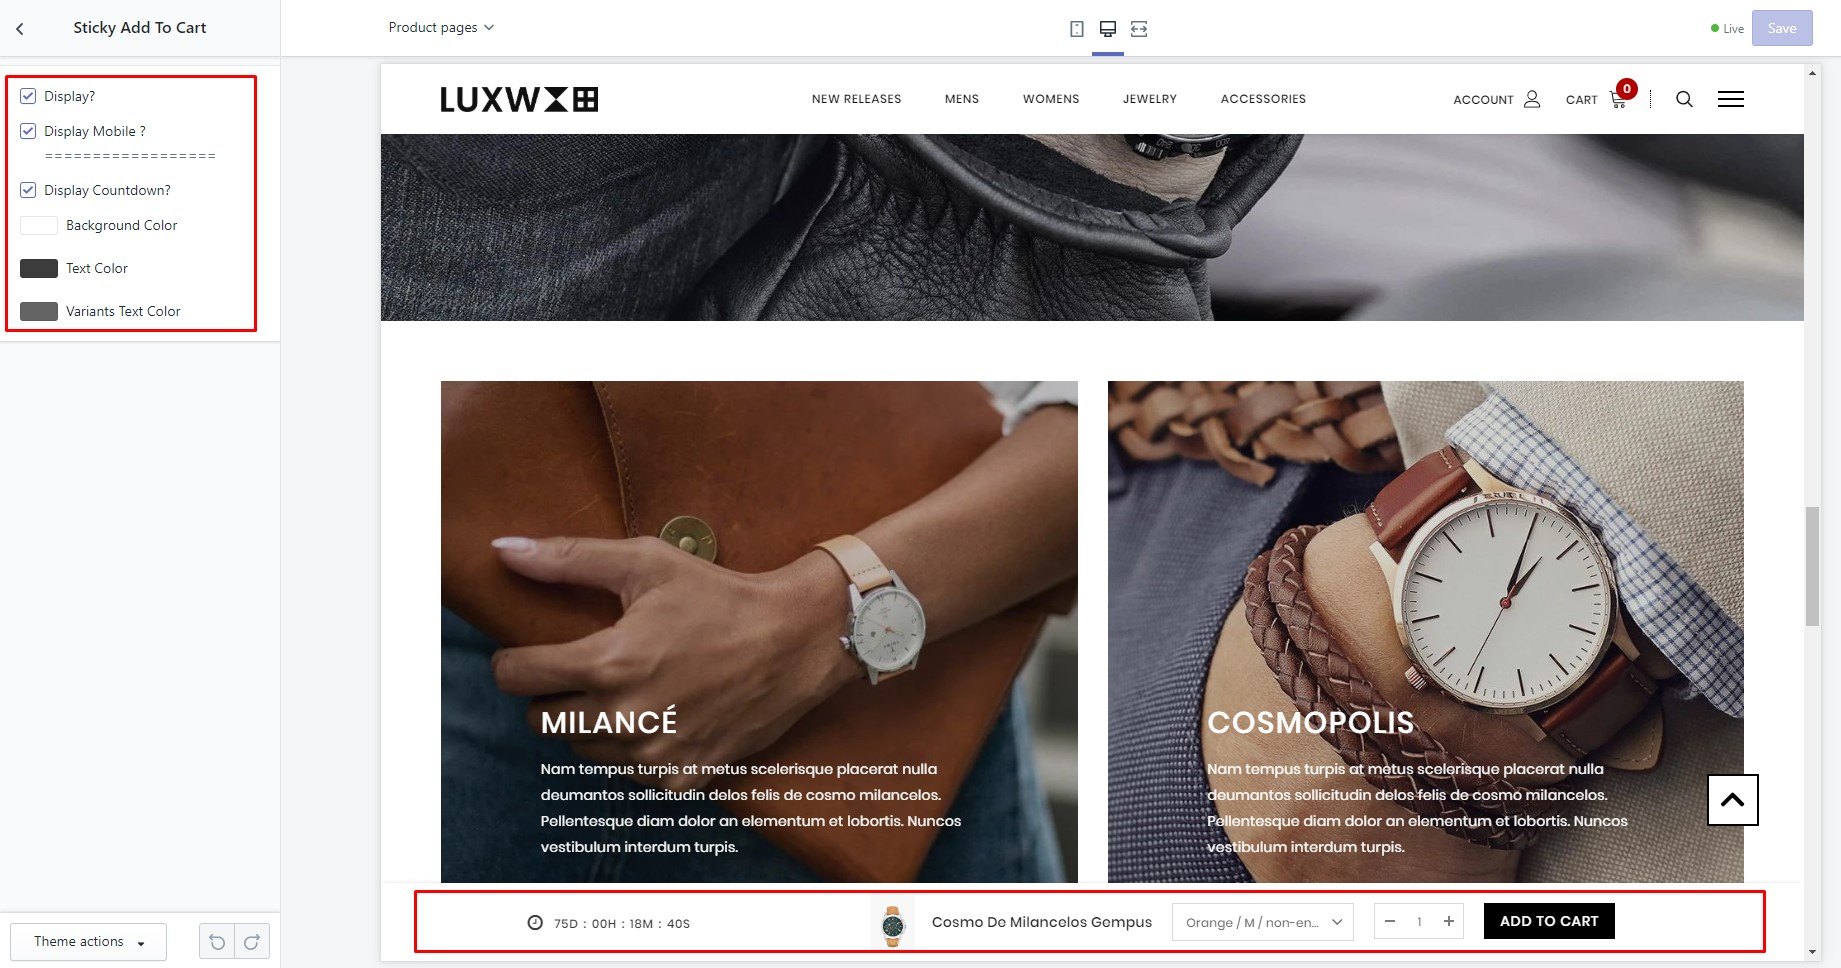 Sticky Add To Cart
Product pages
Live
Save
Display?
Display Mobile ?
==================
Display Countdown?
Background Color
Text Color
Variants Text Color
Theme actions
LUXW
NEW RELEASES
MENS
WOMENS
JEWELRY
ACCESSORIES
ACCOUNT
CART
0
MILANCÉ
Nam tempus turpis at metus scelerisque placerat nulla
deumantos sollicitudin delos felis de cosmo milancelos.
Pellentesque diam dolor an elementum et lobortis. Nuncos
vestibulum interdum turpis.
COSMOPOLIS
Nam tempus turpis at metus scelerisque placerat nulla
deumantos sollicitudin delos felis de cosmo milancelos.
Pellentesque diam dolor an elementum et lobortis. Nuncos
vestibulum interdum turpis.
75D : 00H : 18M : 40S
Cosmo De Milancelos Gempus
Orange / M / non-en...
− 1 +
ADD TO CART